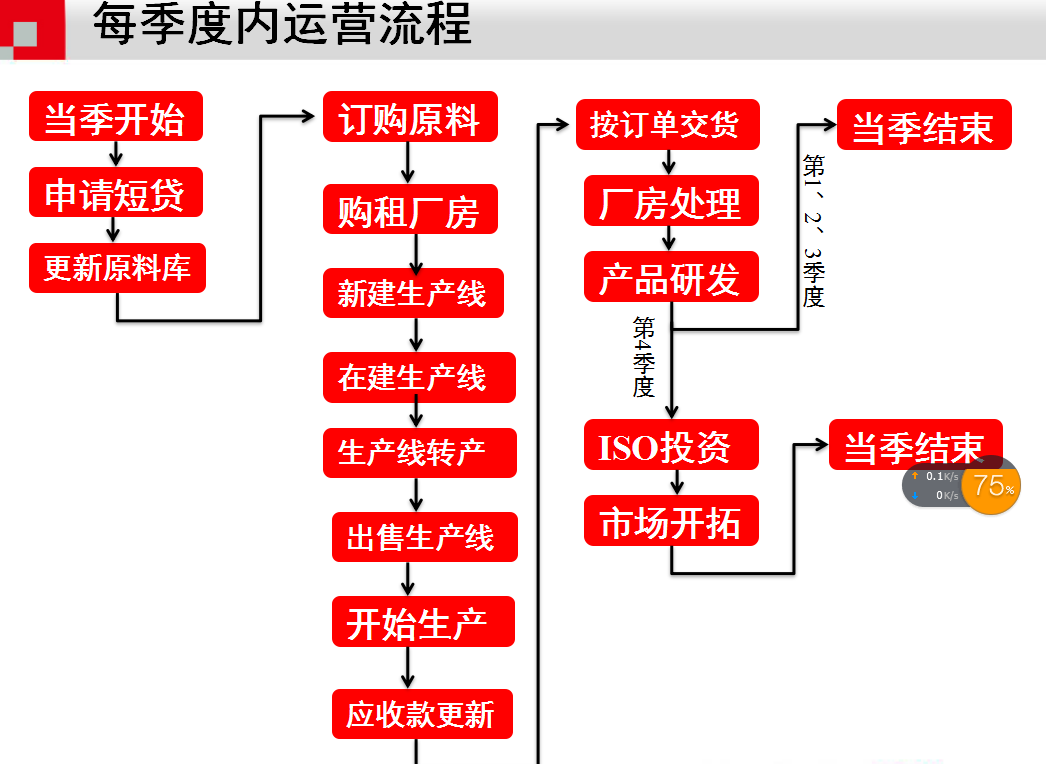 每季度内运营流程
当季开始
申请短贷
更新原料库
订购原料
购租厂房
新建生产线
在建生产线
生产线转产
出售生产线
开始生产
应收款更新
按订单交货
厂房处理
产品研发
第1、2、3季度
当季结束
第4季度
ISO投资
市场开拓
当季结束
0.1K/s
0K/s
75%